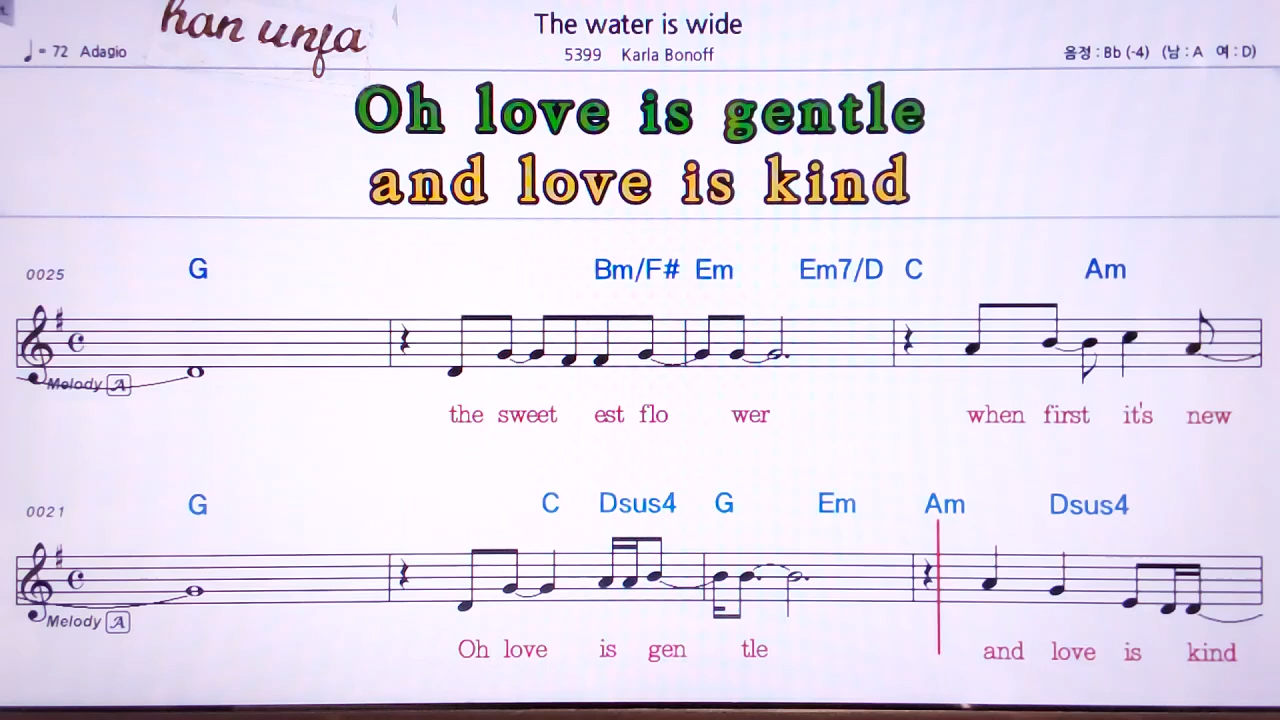 han unfa
The water is wide
♩ = 72 Adagio
5399 Karla Bonoff
음정 : Bb (-4) (남 : A 여 : D)
Oh love is gentle
and love is kind
0025 G Bm/F# Em Em7/D C Am
Melody A
the sweet est flo wer when first it's new
0021 G C Dsus4 G Em Am Dsus4
Melody A
Oh love is gen tle and love is kind